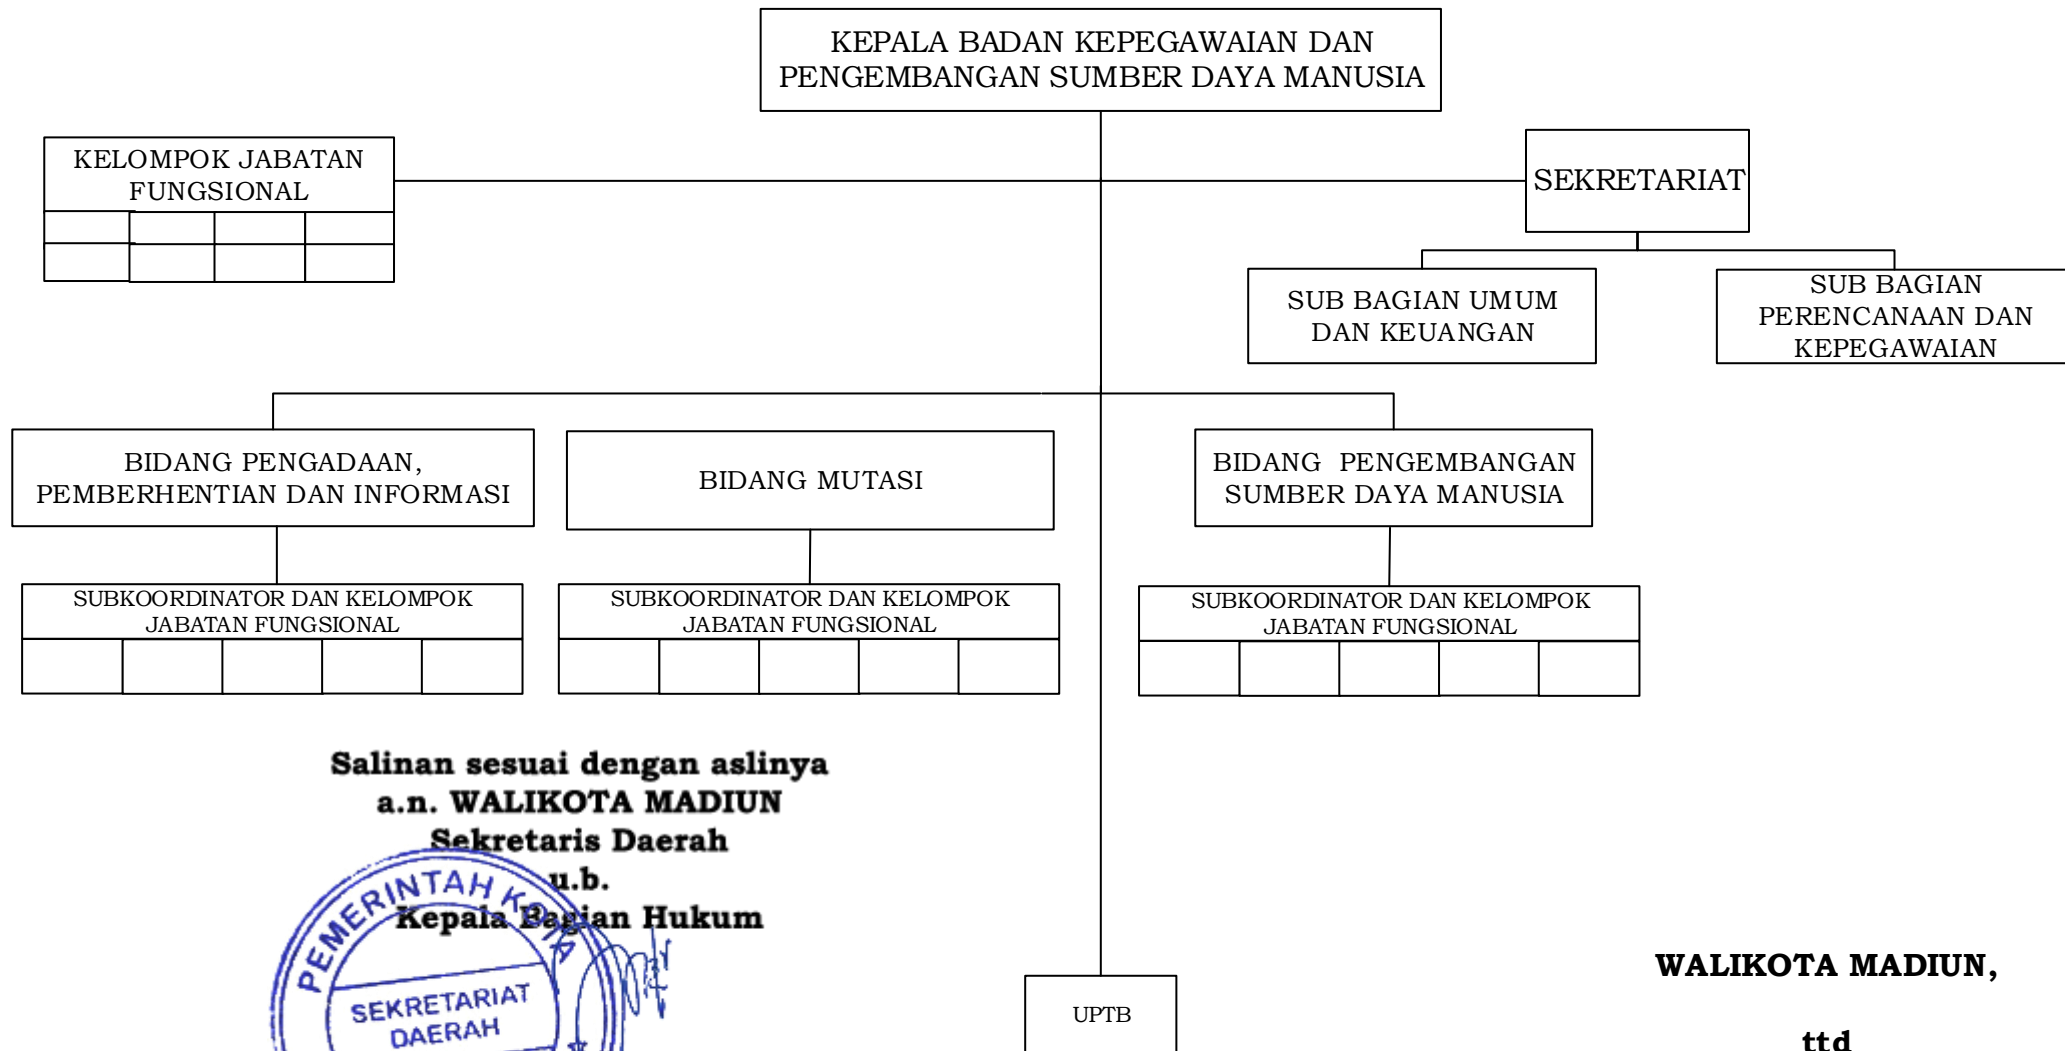 KEPALA BADAN KEPEGAWAIAN DAN
PENGEMBANGAN SUMBER DAYA MANUSIA
KELOMPOK JABATAN
FUNGSIONAL
SEKRETARIAT
SUB BAGIAN UMUM
DAN KEUANGAN
SUB BAGIAN
PERENCANAAN DAN
KEPEGAWAIAN
BIDANG PENGADAAN,
PEMBERHENTIAN DAN INFORMASI
BIDANG MUTASI
BIDANG PENGEMBANGAN
SUMBER DAYA MANUSIA
SUBKOORDINATOR DAN KELOMPOK
JABATAN FUNGSIONAL
SUBKOORDINATOR DAN KELOMPOK
JABATAN FUNGSIONAL
SUBKOORDINATOR DAN KELOMPOK
JABATAN FUNGSIONAL
Salinan sesuai dengan aslinya
a.n. WALIKOTA MADIUN
Sekretaris Daerah
u.b.
Kepala Bagian Hukum
PEMERINTAH KOTA
SEKRETARIAT
DAERAH
UPTB
WALIKOTA MADIUN,
ttd